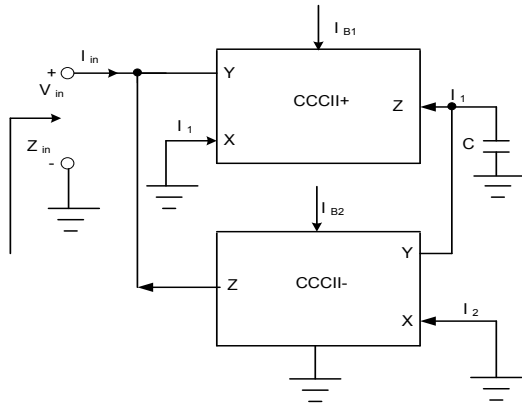 I B1
I in
+
V in
Y
CCCII+
Z
I 1
I 1
X
C
Z in
-
I B2
Y
Z
CCCII-
I 2
X